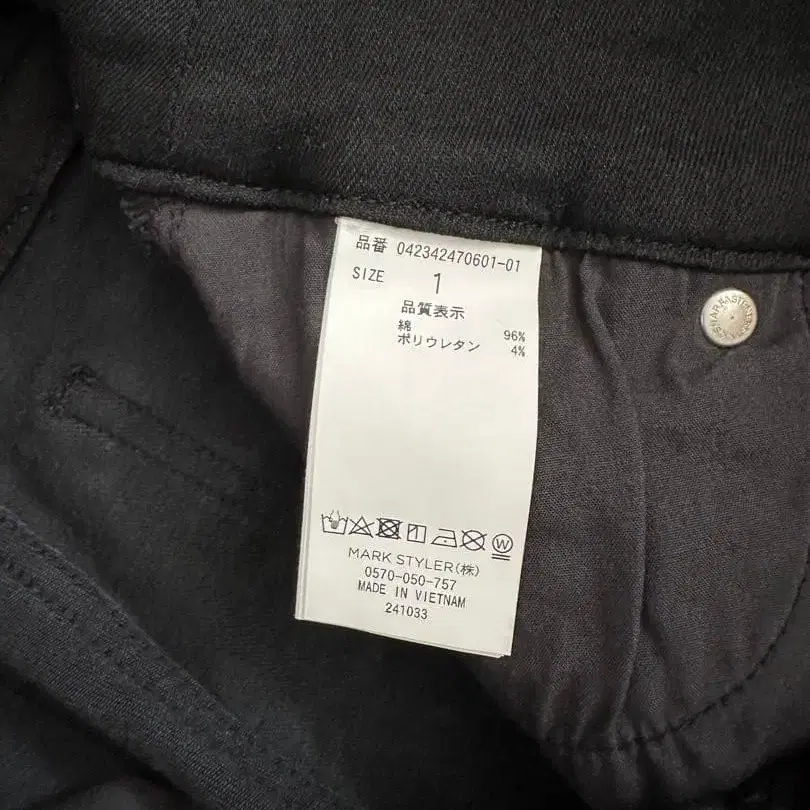 品番 042342470601-01
SIZE 1
品質表示
綿 96%
ポリウレタン 4%
W
MARK STYLER(株)
0570-050-757
MADE IN VIETNAM
241033